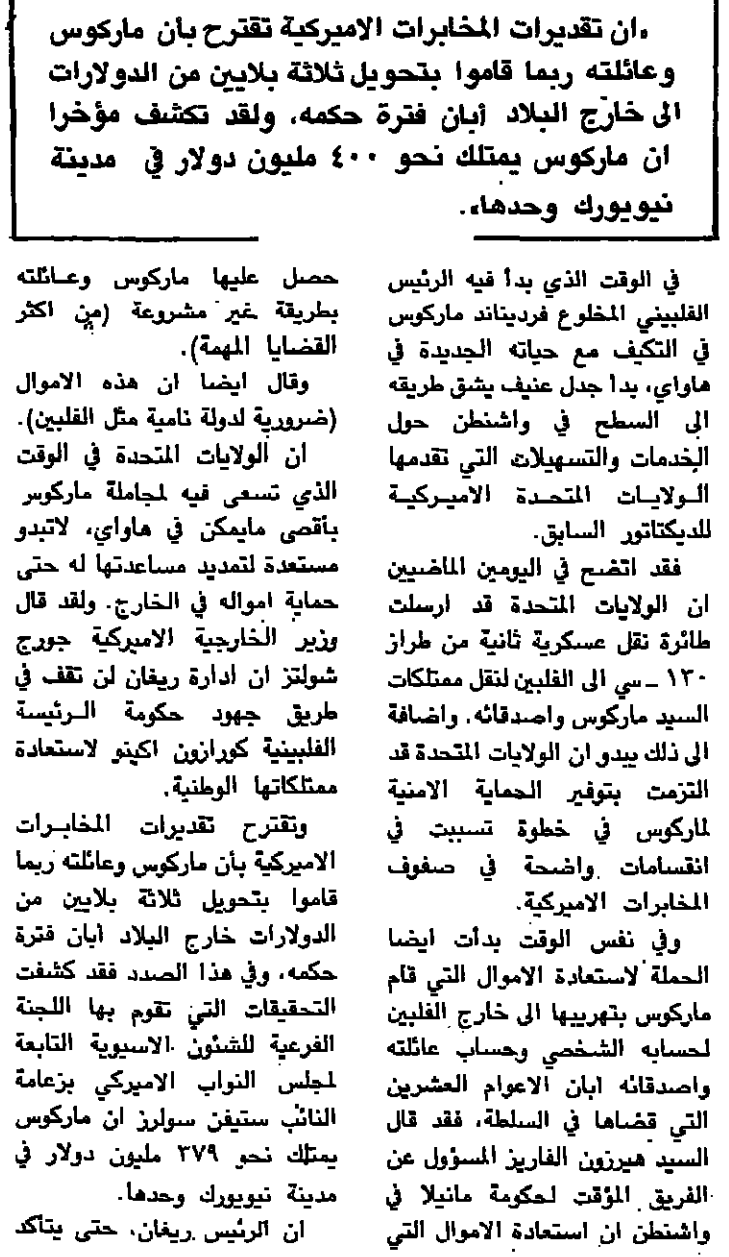 «ان تقديرات المخابرات الاميركية تقترح بأن ماركوس
وعائلته ربما قاموا بتحويل ثلاثة بلايين من الدولارات
الى خارج البلاد أبان فترة حكمه، ولقد تكشف مؤخرا
ان ماركوس يمتلك نحو ٤٠٠ مليون دولار في مدينة
نيويورك وحدها».
في الوقت الذي بدأ فيه الرئيس
الفلبيني المخلوع فرديناند ماركوس
في التكيف مع حياته الجديدة في
هاواي، بدأ جدل عنيف يشق طريقه
الى السطح في واشنطن حول
الخدمات والتسهيلات التي تقدمها
الولايات المتحدة الاميركية
للديكتاتور السابق.
فقد اتضح في اليومين الماضيين
ان الولايات المتحدة قد ارسلت
طائرة نقل عسكرية ثانية من طراز
١٣٠ ـ سي الى الفلبين لنقل ممتلكات
السيد ماركوس واصدقائه. واضافة
الى ذلك يبدو ان الولايات المتحدة قد
التزمت بتوفير الحماية الامنية
لماركوس في خطوة تسببت في
انقسامات واضحة في صفوف
المخابرات الاميركية.
وفي نفس الوقت بدأت ايضا
الحملة لاستعادة الاموال التي قام
ماركوس بتهريبها الى خارج الفلبين
لحسابه الشخصي وحساب عائلته
واصدقائه ابان الاعوام العشرين
التي قضاها في السلطة، فقد قال
السيد هيرزون الفاريز المسؤول عن
الفريق المؤقت لحكومة مانيلا في
واشنطن ان استعادة الاموال التي
حصل عليها ماركوس وعائلته
بطريقة غير مشروعة (من اكثر
القضايا المهمة).
وقال ايضا ان هذه الاموال
(ضرورية لدولة نامية مثل الفلبين).
ان الولايات المتحدة في الوقت
الذي تسعى فيه لمجاملة ماركوس
بأقصى مايمكن في هاواي، لاتبدو
مستعدة لتمديد مساعدتها له حتى
حماية امواله في الخارج. ولقد قال
وزير الخارجية الاميركية جورج
شولتز ان ادارة ريغان لن تقف في
طريق جهود حكومة الرئيسة
الفلبينية كورازون اكينو لاستعادة
ممتلكاتها الوطنية.
وتقترح تقديرات المخابرات
الاميركية بأن ماركوس وعائلته ربما
قاموا بتحويل ثلاثة بلايين من
الدولارات خارج البلاد أبان فترة
حكمه، وفي هذا الصدد فقد كشفت
التحقيقات التي تقوم بها اللجنة
الفرعية للشئون الاسيوية التابعة
لمجلس النواب الاميركي بزعامة
النائب ستيفن سولرز ان ماركوس
يمتلك نحو ٣٧٩ مليون دولار في
مدينة نيويورك وحدها.
ان الرئيس ريغان، حتى يتأكد